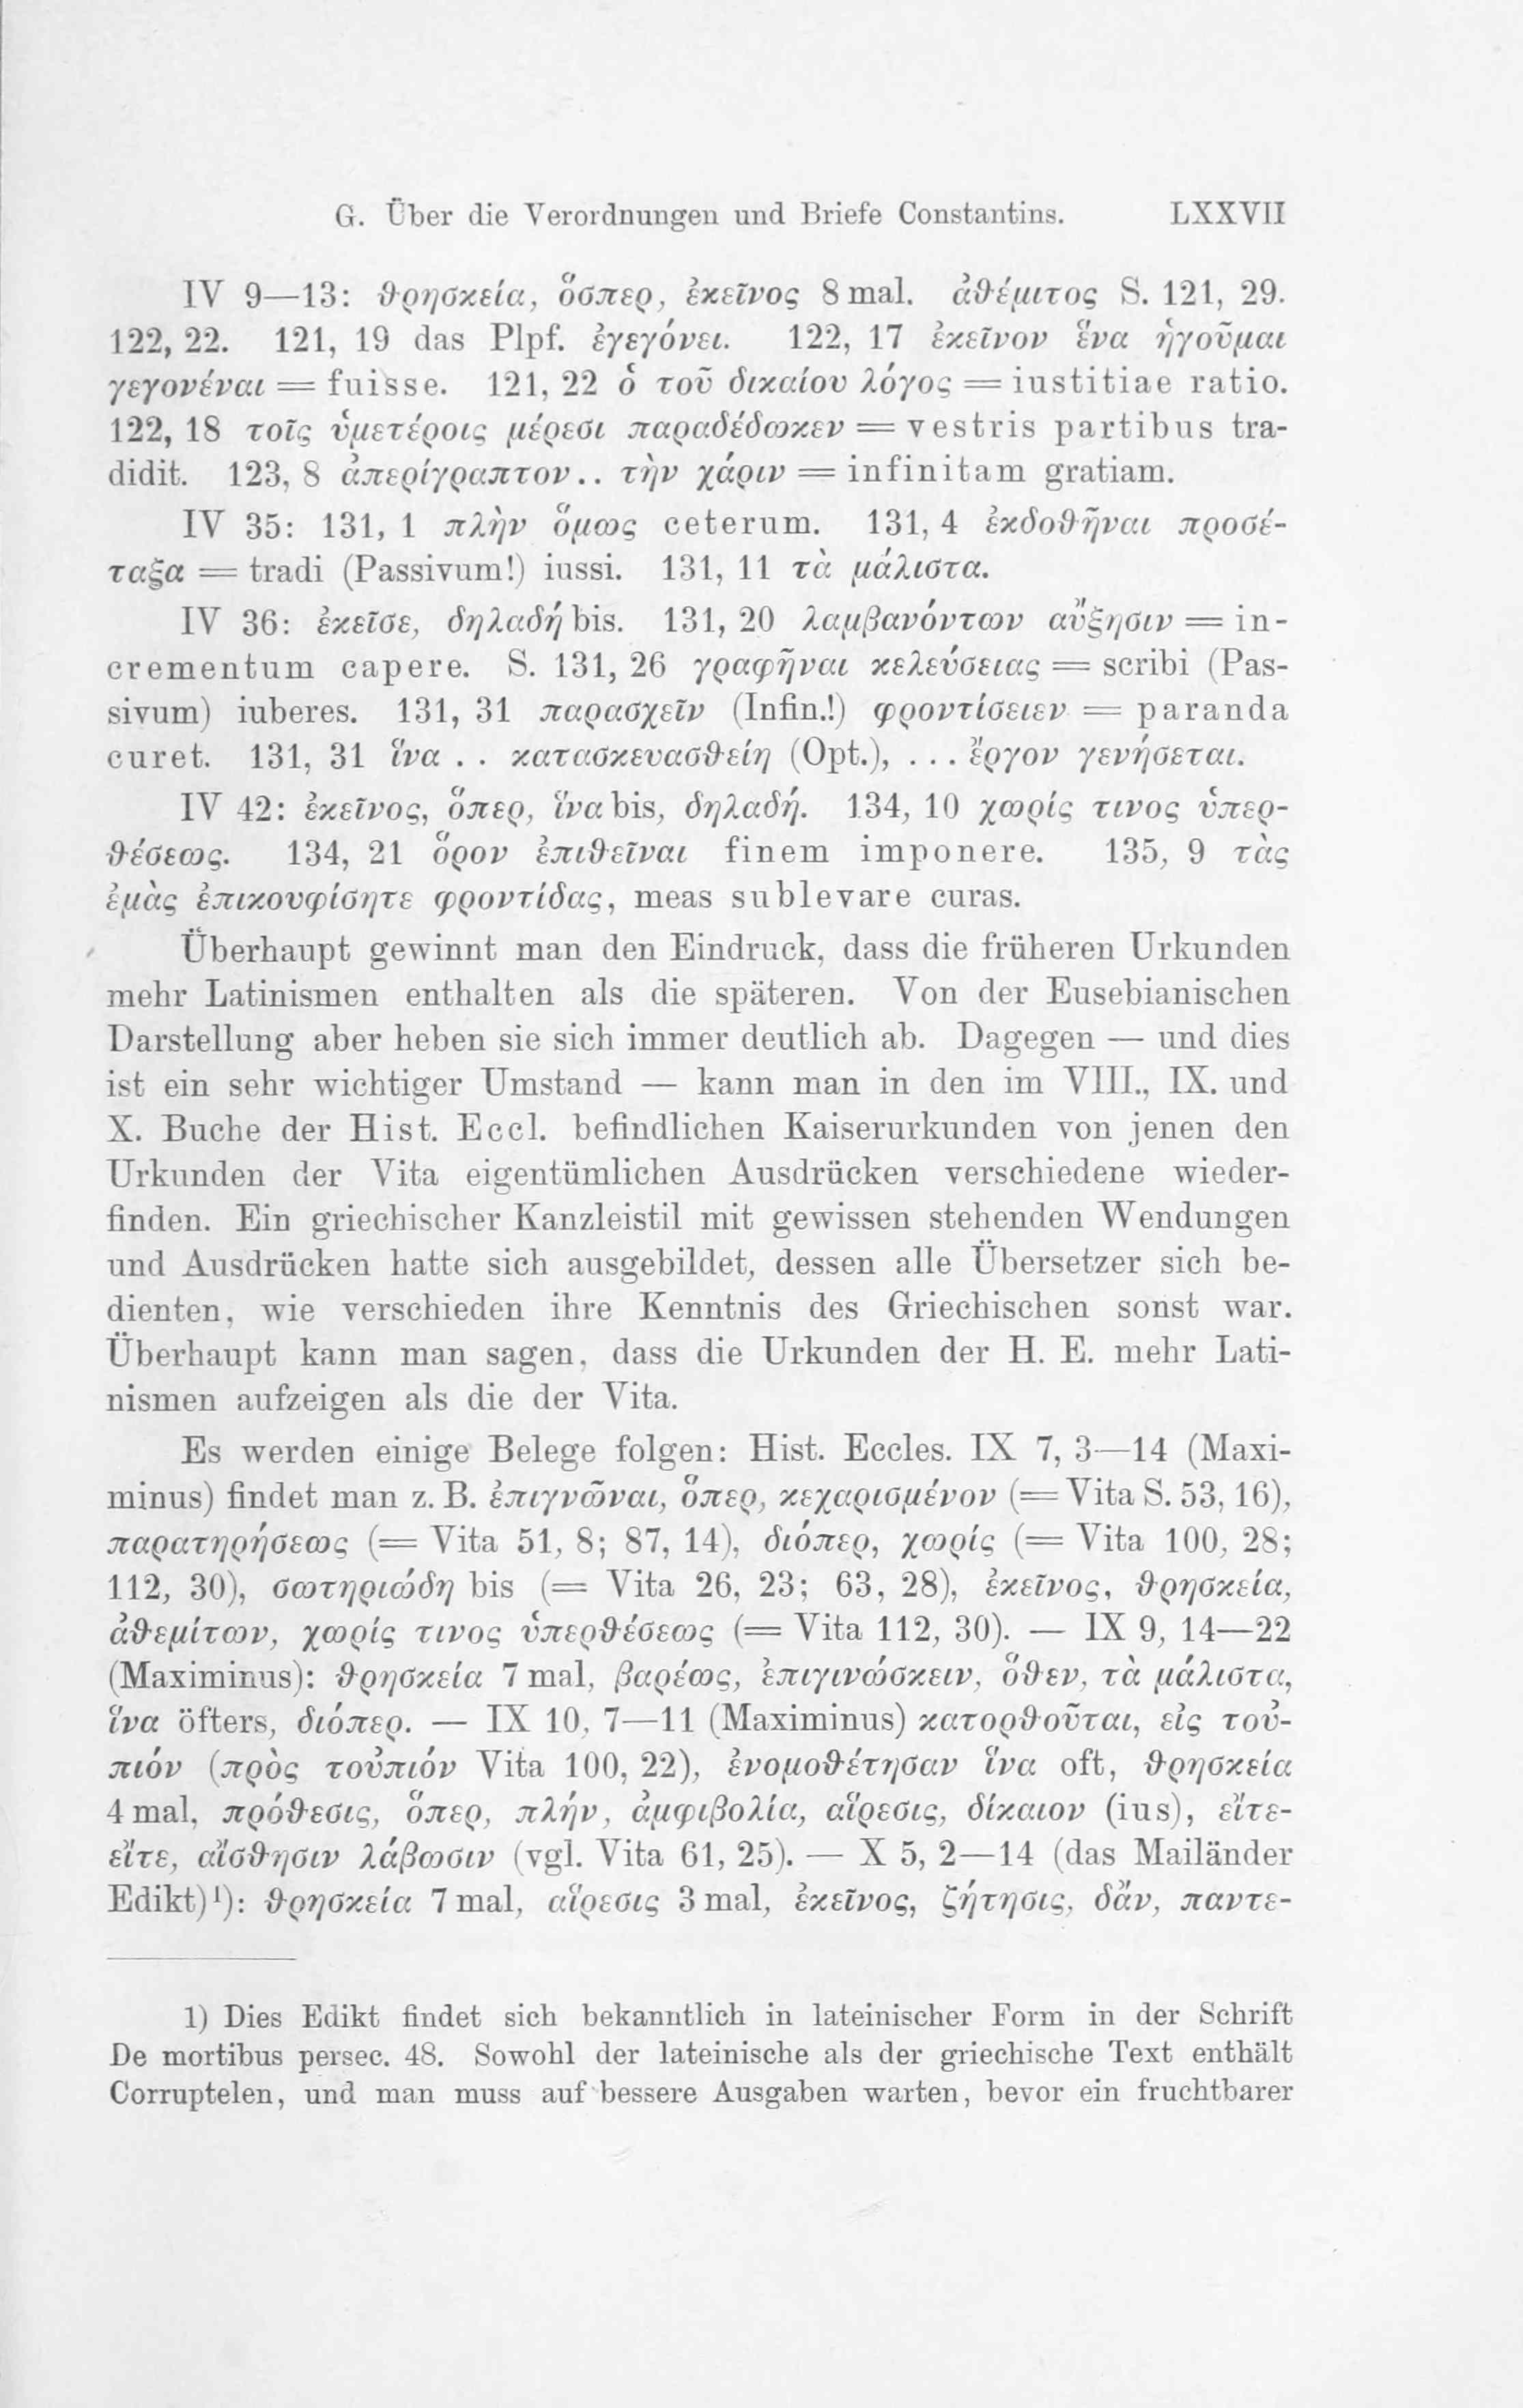 G. Über die Verordnungen und Briefe Constantins. LXXVII
IV 9—13: θρησκεία, ὅσπερ, ἐκεῖνος 8 mal. ἀθέμιτος S. 121, 29.
122, 22. 121, 19 das Plpf. ἐγεγόνει. 122, 17 ἐκεῖνον ἕνα ἡγοῦμαι
γεγονέναι = fuisse. 121, 22 ὁ τοῦ δικαίου λόγος = iustitiae ratio.
122, 18 τοῖς ὑμετέροις μέρεσι παραδέδωκεν = vestris partibus tra-
didit. 123, 8 ἀπερίγραπτον.. τὴν χάριν = infinitam gratiam.
IV 35: 131, 1 πλὴν ὅμως ceterum. 131, 4 ἐκδοθῆναι προσέ-
ταξα = tradi (Passivum!) iussi. 131, 11 τὰ μάλιστα.
IV 36: ἐκεῖσε, δηλαδή bis. 131, 20 λαμβανόντων αὔξησιν = in-
crementum capere. S. 131, 26 γραφῆναι κελεύσειας = scribi (Pas-
sivum) iuberes. 131, 31 παρασχεῖν (Infin.!) φροντίσειεν = paranda
curet. 131, 31 ἵνα . . κατασκευασθείη (Opt.), . . . ἔργον γενήσεται.
IV 42: ἐκεῖνος, ὅπερ, ἵνα bis, δηλαδή. 134, 10 χωρίς τινος ὑπερ-
θέσεως. 134, 21 ὅρον ἐπιθεῖναι finem imponere. 135, 9 τὰς
ἐμὰς ἐπικουφίσητε φροντίδας, meas sublevare curas.
Überhaupt gewinnt man den Eindruck, dass die früheren Urkunden
mehr Latinismen enthalten als die späteren. Von der Eusebianischen
Darstellung aber heben sie sich immer deutlich ab. Dagegen — und dies
ist ein sehr wichtiger Umstand — kann man in den im VIII., IX. und
X. Buche der Hist. Eccl. befindlichen Kaiserurkunden von jenen den
Urkunden der Vita eigentümlichen Ausdrücken verschiedene wieder-
finden. Ein griechischer Kanzleistil mit gewissen stehenden Wendungen
und Ausdrücken hatte sich ausgebildet, dessen alle Übersetzer sich be-
dienten, wie verschieden ihre Kenntnis des Griechischen sonst war.
Überhaupt kann man sagen, dass die Urkunden der H. E. mehr Lati-
nismen aufzeigen als die der Vita.
Es werden einige Belege folgen: Hist. Eccles. IX 7, 3—14 (Maxi-
minus) findet man z. B. ἐπιγνῶναι, ὅπερ, κεχαρισμένον (= Vita S. 53, 16),
παρατηρήσεως (= Vita 51, 8; 87, 14), διόπερ, χωρίς (= Vita 100, 28;
112, 30), σωτηριώδη bis (= Vita 26, 23; 63, 28), ἐκεῖνος, θρησκεία,
ἀθεμίτων, χωρίς τινος ὑπερθέσεως (= Vita 112, 30). — IX 9, 14—22
(Maximinus): θρησκεία 7 mal, βαρέως, ἐπιγινώσκειν, ὅθεν, τὰ μάλιστα,
ἵνα öfters, διόπερ. — IX 10, 7—11 (Maximinus) κατορθοῦται, εἰς τοὐ-
πιόν (πρὸς τοὐπιόν Vita 100, 22), ἐνομοθέτησαν ἵνα oft, θρησκεία
4 mal, πρόθεσις, ὅπερ, πλήν, ἀμφιβολία, αἵρεσις, δίκαιον (ius), εἴτε-
εἴτε, αἴσθησιν λάβωσιν (vgl. Vita 61, 25). — X 5, 2—14 (das Mailänder
Edikt)¹): θρησκεία 7 mal, αἵρεσις 3 mal, ἐκεῖνος, ζήτησις, δἄν, παντε-
1) Dies Edikt findet sich bekanntlich in lateinischer Form in der Schrift
De mortibus persec. 48. Sowohl der lateinische als der griechische Text enthält
Corruptelen, und man muss auf bessere Ausgaben warten, bevor ein fruchtbarer